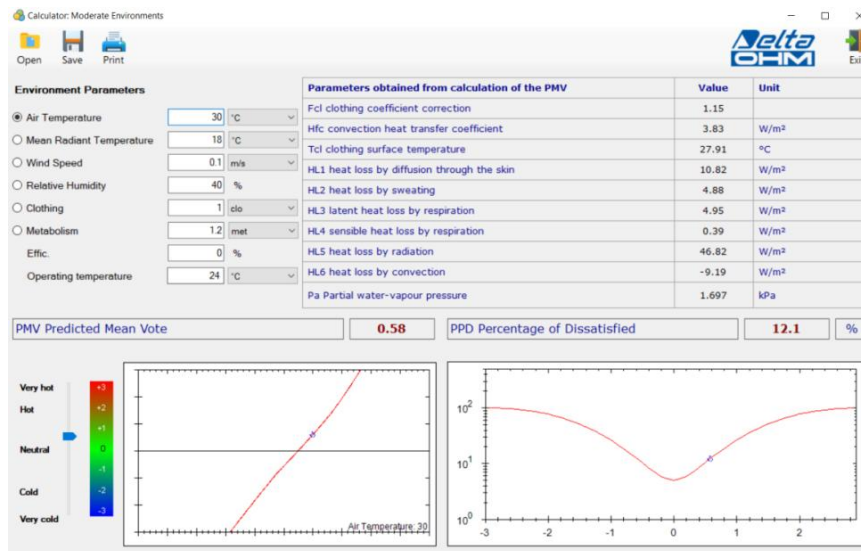 Calculator: Moderate Environments
Open Save Print
Delta
OHM
Exi
Environment Parameters
Air Temperature 30 °C
Mean Radiant Temperature 18 °C
Wind Speed 0.1 m/s
Relative Humidity 40 %
Clothing 1 clo
Metabolism 1.2 met
Effic. 0 %
Operating temperature 24 °C
Parameters obtained from calculation of the PMV Value Unit
Fcl clothing coefficient correction 1.15
Hfc convection heat transfer coefficient 3.83 W/m²
Tcl clothing surface temperature 27.91 °C
HL1 heat loss by diffusion through the skin 10.82 W/m²
HL2 heat loss by sweating 4.88 W/m²
HL3 latent heat loss by respiration 4.95 W/m²
HL4 sensible heat loss by respiration 0.39 W/m²
HL5 heat loss by radiation 46.82 W/m²
HL6 heat loss by convection -9.19 W/m²
Pa Partial water-vapour pressure 1.697 kPa
PMV Predicted Mean Vote 0.58
PPD Percentage of Dissatisfied 12.1 %
Very hot +3
Hot +2
+1
Neutral 0
-1
Cold -2
Very cold -3
Air Temperature: 30
10²
10¹
10⁰
-3 -2 -1 0 1 2